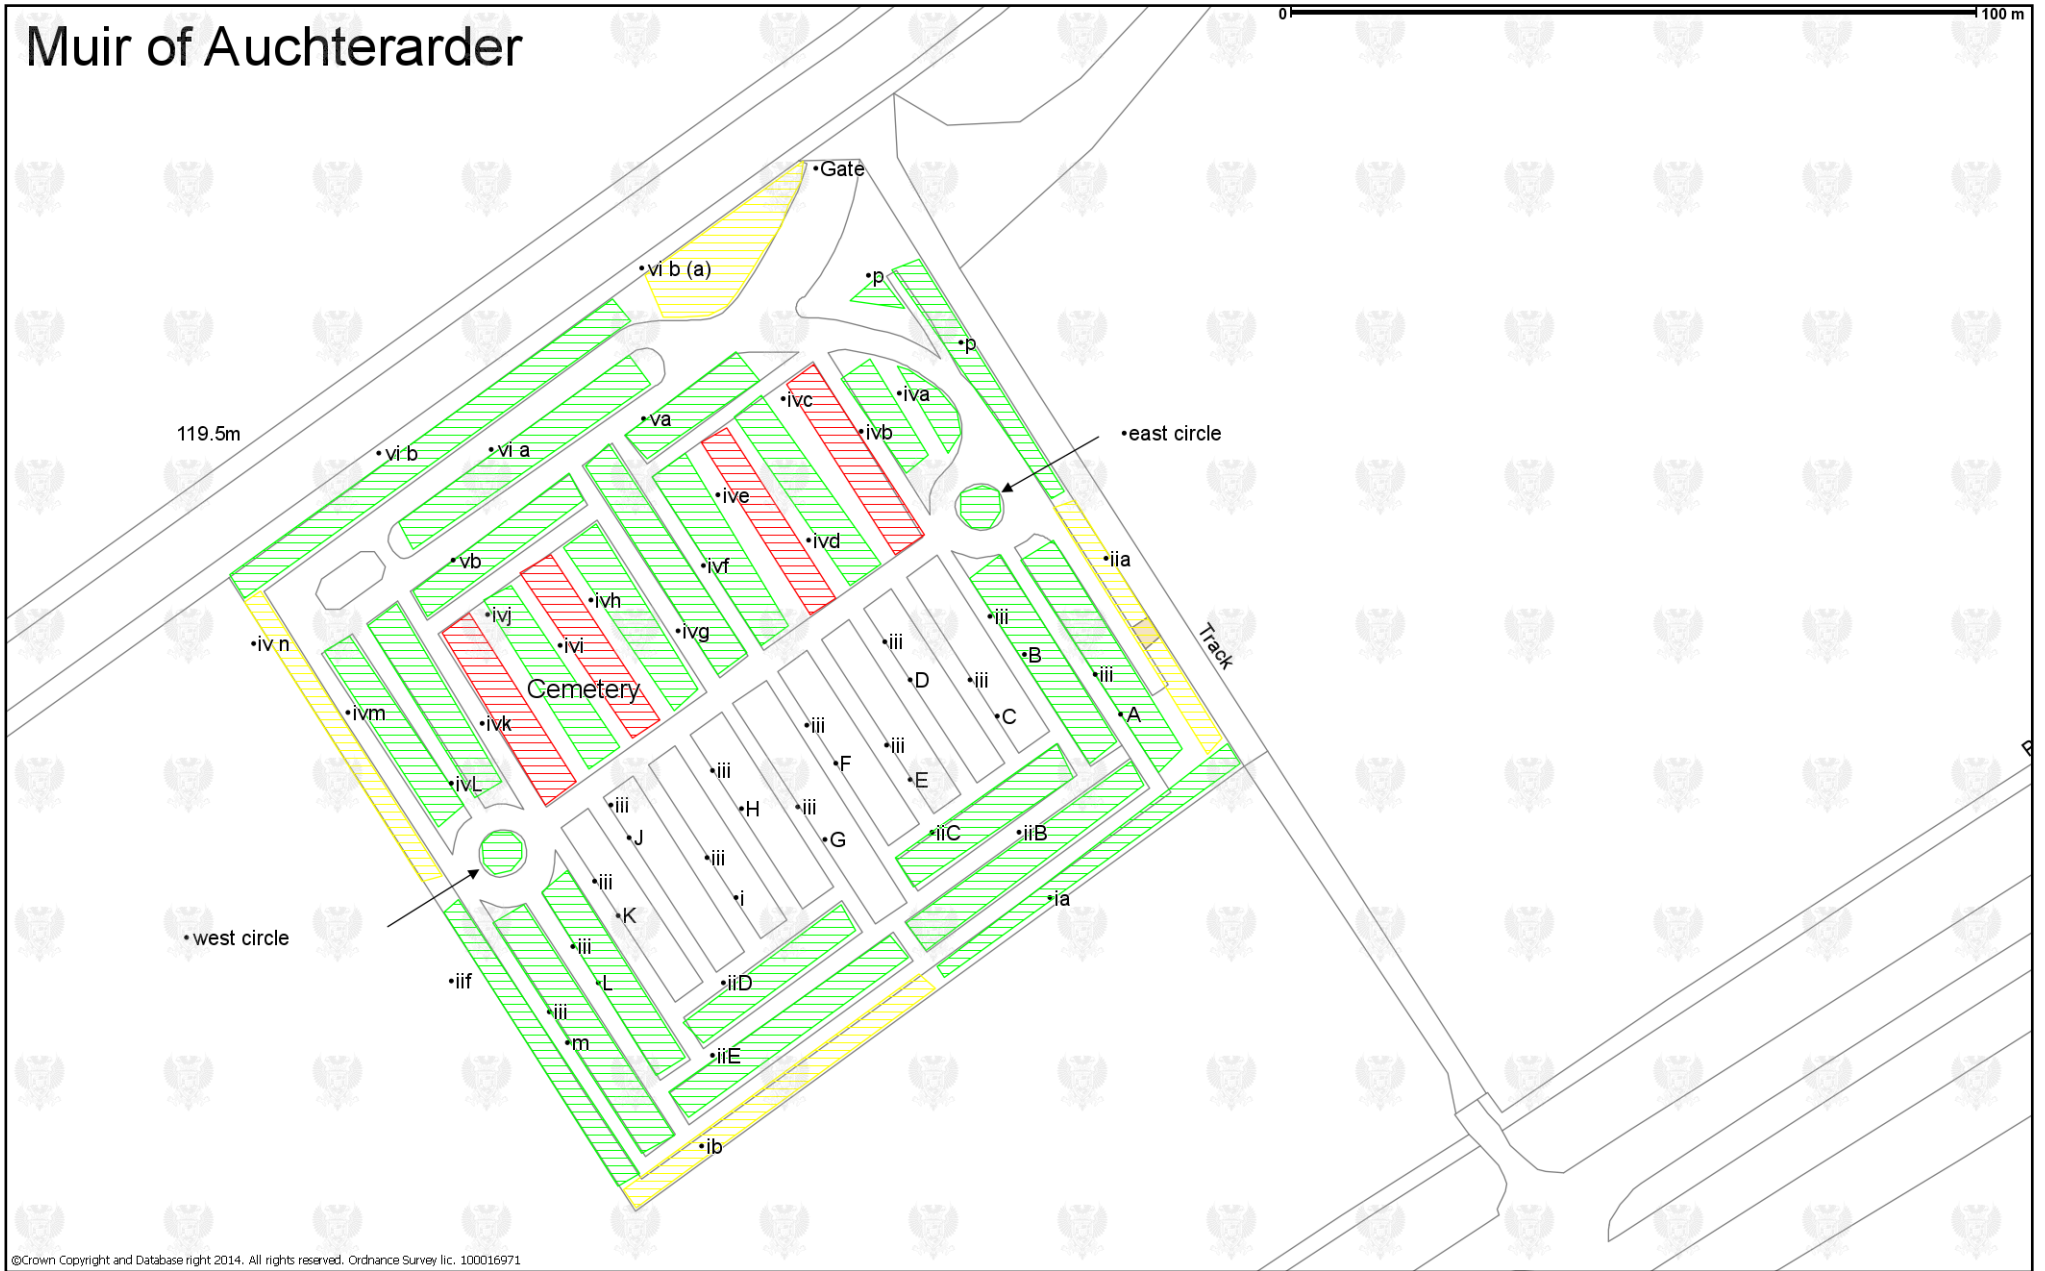 0 100 m
Muir of Auchterarder
•Gate
•vi b (a)
•p
•p
•ivc
•iva
•va
•ivb
119.5m
•east circle
•vi b
•vi a
•ive
•vb
•ivf
•ivd
•iia
•ivh
•ivj
•ivg
•iii
•iii
•iv n
•ivi
•B
Track
Cemetery
•D
•iii
•iii
•ivm
•ivk
•C
•A
•iii
•iii
•F
•iii
•E
•ivL
•iii
•H
•iii
•J
•G
•iiC
•iiB
•iii
•iii
•K
•i
•ia
•west circle
•iii
•iif
•L
•iiD
•iii
•m
•iiE
•ib
©Crown Copyright and Database right 2014. All rights reserved. Ordnance Survey lic. 100016971